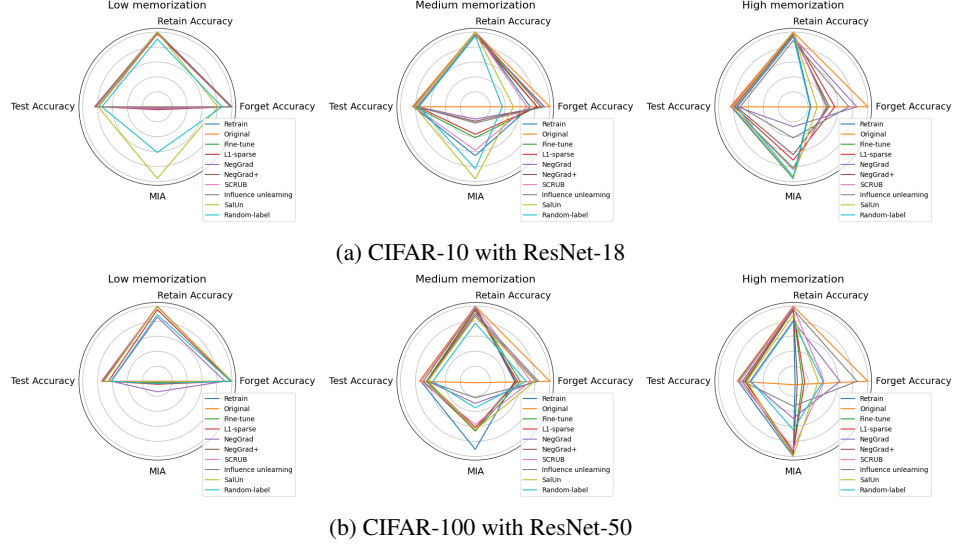 Low memorization
Retain Accuracy
Test Accuracy
Forget Accuracy
MIA
Retrain
Original
Fine-tune
L1-sparse
NegGrad
NegGrad+
SCRUB
Influence unlearning
SalUn
Random-label
Medium memorization
Retain Accuracy
Test Accuracy
Forget Accuracy
MIA
Retrain
Original
Fine-tune
L1-sparse
NegGrad
NegGrad+
SCRUB
Influence unlearning
SalUn
Random-label
High memorization
Retain Accuracy
Test Accuracy
Forget Accuracy
MIA
Retrain
Original
Fine-tune
L1-sparse
NegGrad
NegGrad+
SCRUB
Influence unlearning
SalUn
Random-label
(a) CIFAR-10 with ResNet-18
Low memorization
Retain Accuracy
Test Accuracy
Forget Accuracy
MIA
Retrain
Original
Fine-tune
L1-sparse
NegGrad
NegGrad+
SCRUB
Influence unlearning
SalUn
Random-label
Medium memorization
Retain Accuracy
Test Accuracy
Forget Accuracy
MIA
Retrain
Original
Fine-tune
L1-sparse
NegGrad
NegGrad+
SCRUB
Influence unlearning
SalUn
Random-label
High memorization
Retain Accuracy
Test Accuracy
Forget Accuracy
MIA
Retrain
Original
Fine-tune
L1-sparse
NegGrad
NegGrad+
SCRUB
Influence unlearning
SalUn
Random-label
(b) CIFAR-100 with ResNet-50